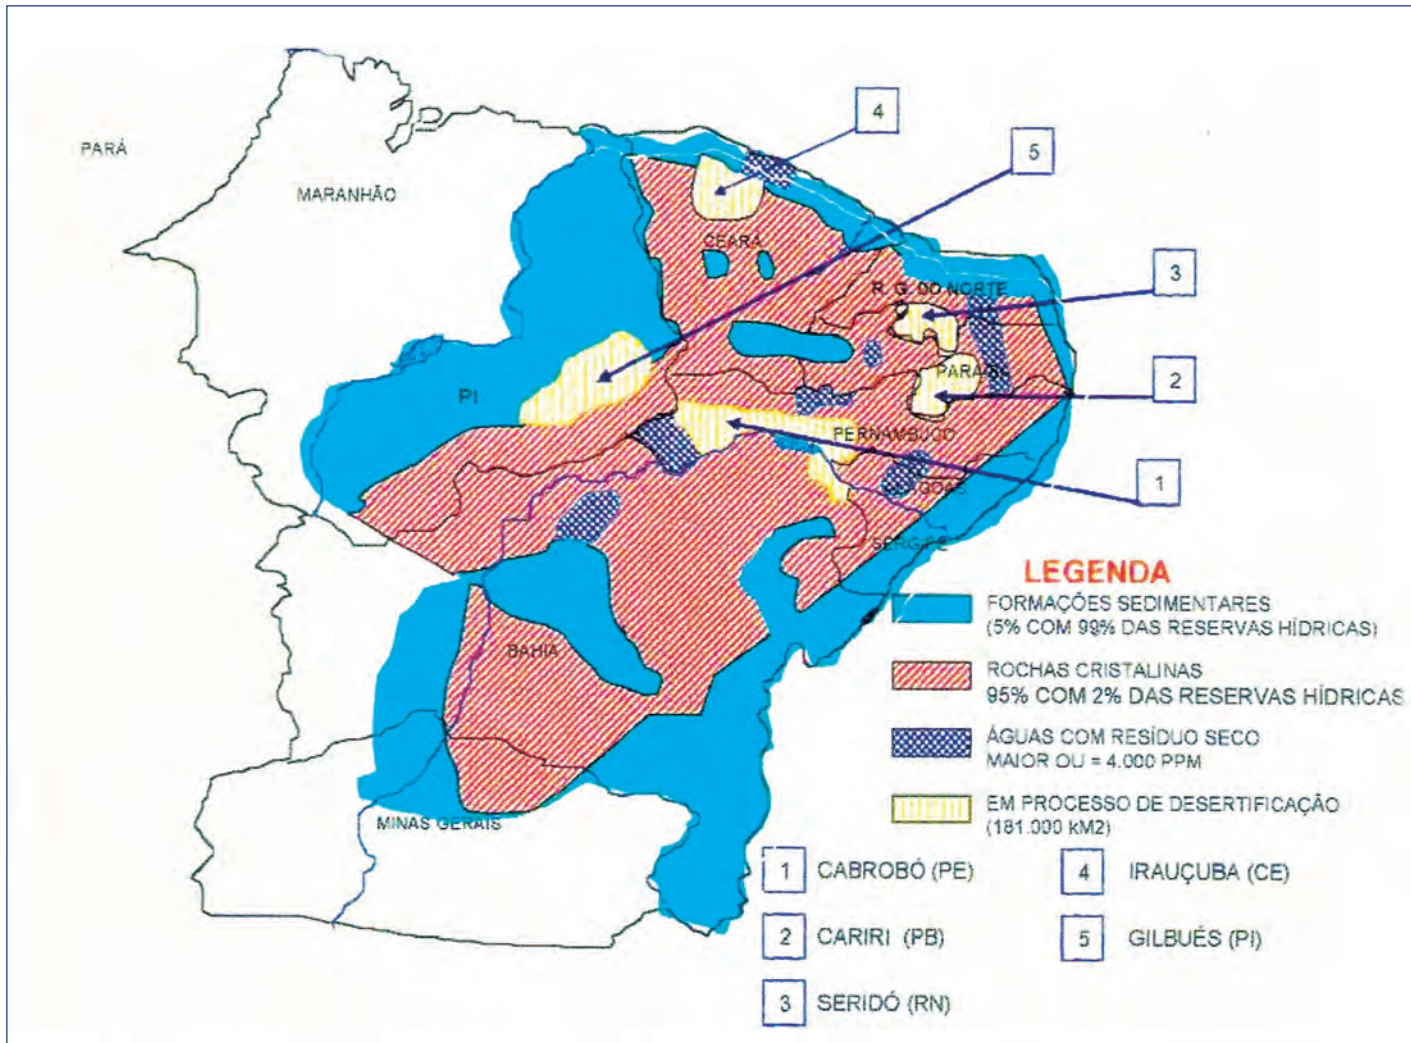 4
5
PARÁ
MARANHÃO
CEARÁ
3
R. G. DO NORTE
2
PI
PERNAMBUCO
1
SERGIPE
LEGENDA
FORMAÇÕES SEDIMENTARES
(5% COM 99% DAS RESERVAS HÍDRICAS)
BAHIA
ROCHAS CRISTALINAS
95% COM 2% DAS RESERVAS HÍDRICAS
ÁGUAS COM RESÍDUO SECO
MAIOR OU = 4.000 PPM
EM PROCESSO DE DESERTIFICAÇÃO
(181.000 KM2)
MINAS GERAIS
1 CABROBÓ (PE)
4 IRAUÇUBA (CE)
2 CARIRI (PB)
5 GILBUÉS (PI)
3 SERIDÓ (RN)